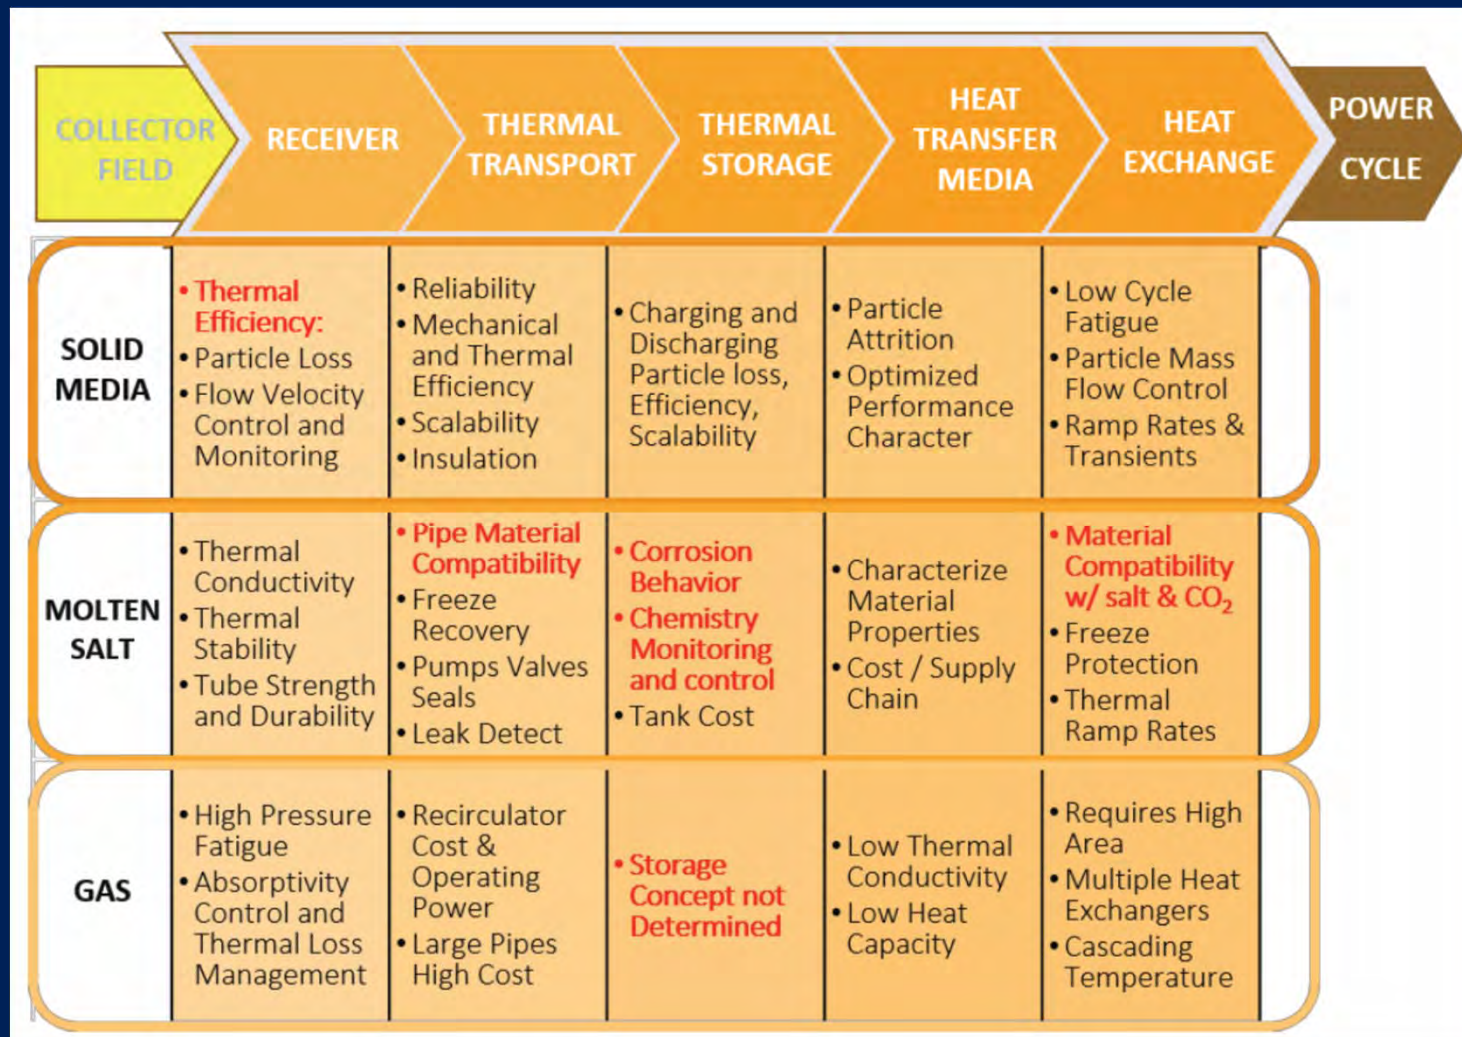 COLLECTOR
FIELD
RECEIVER
THERMAL
TRANSPORT
THERMAL
STORAGE
HEAT
TRANSFER
MEDIA
HEAT
EXCHANGE
POWER
CYCLE
SOLID
MEDIA
• Thermal
Efficiency:
• Particle Loss
• Flow Velocity
Control and
Monitoring
• Reliability
• Mechanical
and Thermal
Efficiency
• Scalability
• Insulation
• Charging and
Discharging
Particle loss,
Efficiency,
Scalability
• Particle
Attrition
• Optimized
Performance
Character
• Low Cycle
Fatigue
• Particle Mass
Flow Control
• Ramp Rates &
Transients
MOLTEN
SALT
• Thermal
Conductivity
• Thermal
Stability
• Tube Strength
and Durability
• Pipe Material
Compatibility
• Freeze
Recovery
• Pumps Valves
Seals
• Leak Detect
• Corrosion
Behavior
• Chemistry
Monitoring
and control
• Tank Cost
• Characterize
Material
Properties
• Cost / Supply
Chain
• Material
Compatibility
w/ salt & CO₂
• Freeze
Protection
• Thermal
Ramp Rates
GAS
• High Pressure
Fatigue
• Absorptivity
Control and
Thermal Loss
Management
• Recirculator
Cost &
Operating
Power
• Large Pipes
High Cost
• Storage
Concept not
Determined
• Low Thermal
Conductivity
• Low Heat
Capacity
• Requires High
Area
• Multiple Heat
Exchangers
• Cascading
Temperature